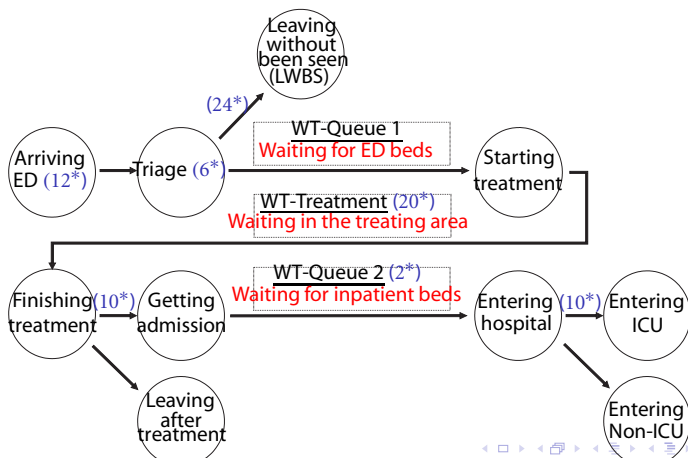 Leaving
without
been seen
(LWBS)
(24*)
WT-Queue 1
Waiting for ED beds
Arriving
ED (12*)
Triage (6*)
Starting
treatment
WT-Treatment (20*)
Waiting in the treating area
WT-Queue 2 (2*)
Waiting for inpatient beds
Finishing
treatment
(10*)
Getting
admission
Entering
hospital
(10*)
Entering
ICU
Leaving
after
treatment
Entering
Non-ICU